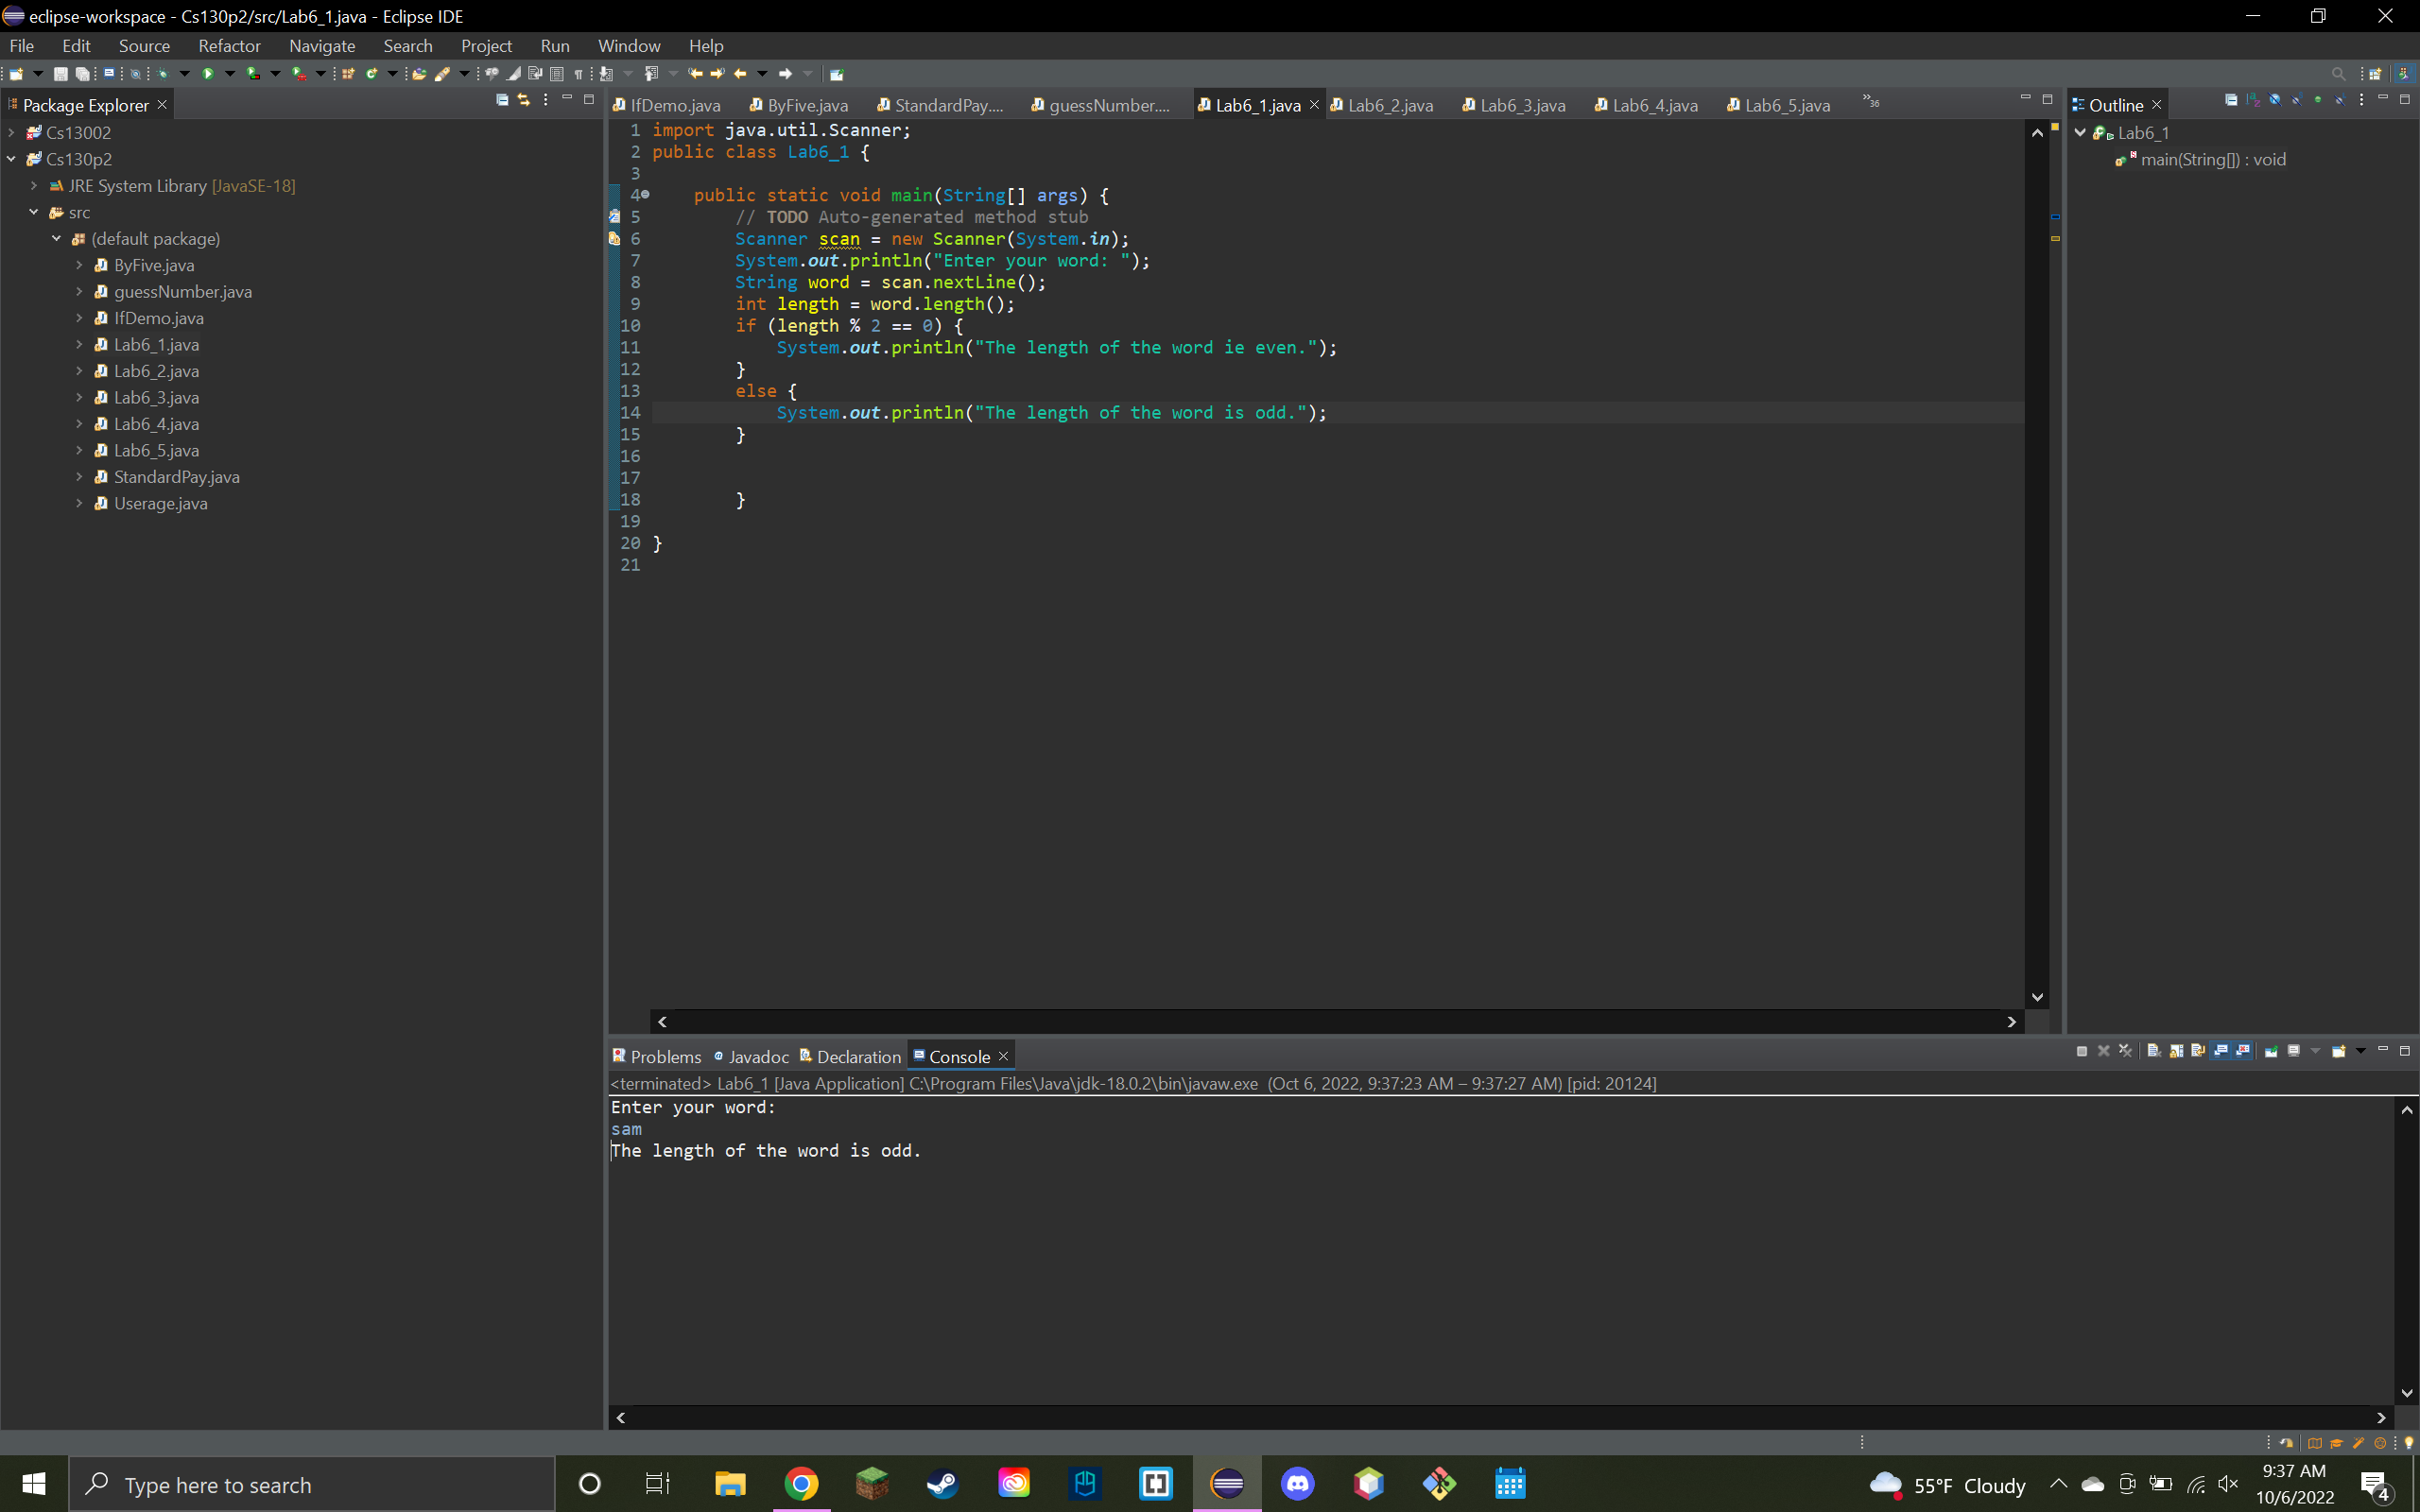 eclipse-workspace - Cs130p2/src/Lab6_1.java - Eclipse IDE
File Edit Source Refactor Navigate Search Project Run Window Help
Package Explorer
Cs13002
Cs130p2
JRE System Library [JavaSE-18]
src
(default package)
ByFive.java
guessNumber.java
IfDemo.java
Lab6_1.java
Lab6_2.java
Lab6_3.java
Lab6_4.java
Lab6_5.java
StandardPay.java
Userage.java
IfDemo.java ByFive.java StandardPay.... guessNumber.... Lab6_1.java Lab6_2.java Lab6_3.java Lab6_4.java Lab6_5.java »36
1 import java.util.Scanner;
2 public class Lab6_1 {
3
4 public static void main(String[] args) {
5 // TODO Auto-generated method stub
6 Scanner scan = new Scanner(System.in);
7 System.out.println("Enter your word: ");
8 String word = scan.nextLine();
9 int length = word.length();
10 if (length % 2 == 0) {
11 System.out.println("The length of the word ie even.");
12 }
13 else {
14 System.out.println("The length of the word is odd.");
15 }
16
17
18 }
19
20 }
21
Outline
Lab6_1
main(String[]) : void
Problems Javadoc Declaration Console
<terminated> Lab6_1 [Java Application] C:\Program Files\Java\jdk-18.0.2\bin\javaw.exe (Oct 6, 2022, 9:37:23 AM – 9:37:27 AM) [pid: 20124]
Enter your word:
sam
The length of the word is odd.
Type here to search
55°F Cloudy
9:37 AM
10/6/2022
4